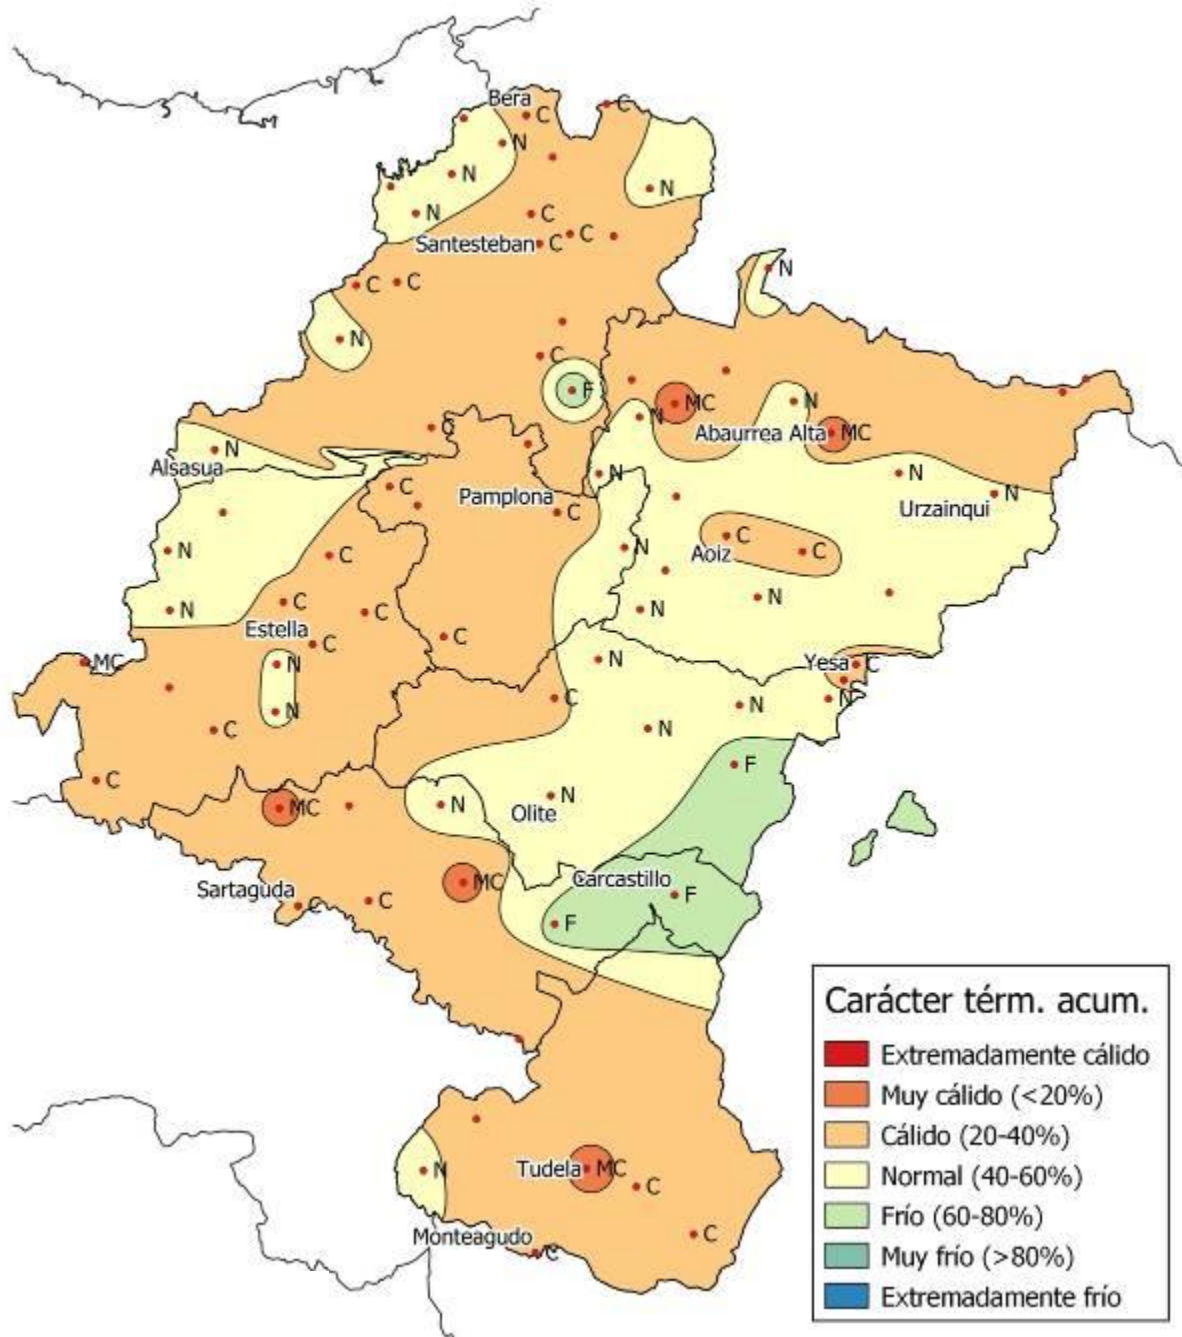 Bera
C
C
N
N
N
N
C
Santesteban
C
C
N
C
C
N
C
F
MC
N
N
Abaurrea Alta
MC
C
N
Alsasua
N
N
Urzainqui
N
C
Pamplona
C
C
Aoiz
C
N
C
N
N
C
N
N
C
Estella
C
C
C
MC
N
N
Yesa
C
N
C
N
N
N
C
F
C
MC
N
Olite
N
MC
Sartaguda
C
C
Carcastillo
F
F
N
Tudela
MC
C
Monteagudo
C
C
Carácter térm. acum.
Extremadamente cálido
Muy cálido (<20%)
Cálido (20-40%)
Normal (40-60%)
Frío (60-80%)
Muy frío (>80%)
Extremadamente frío